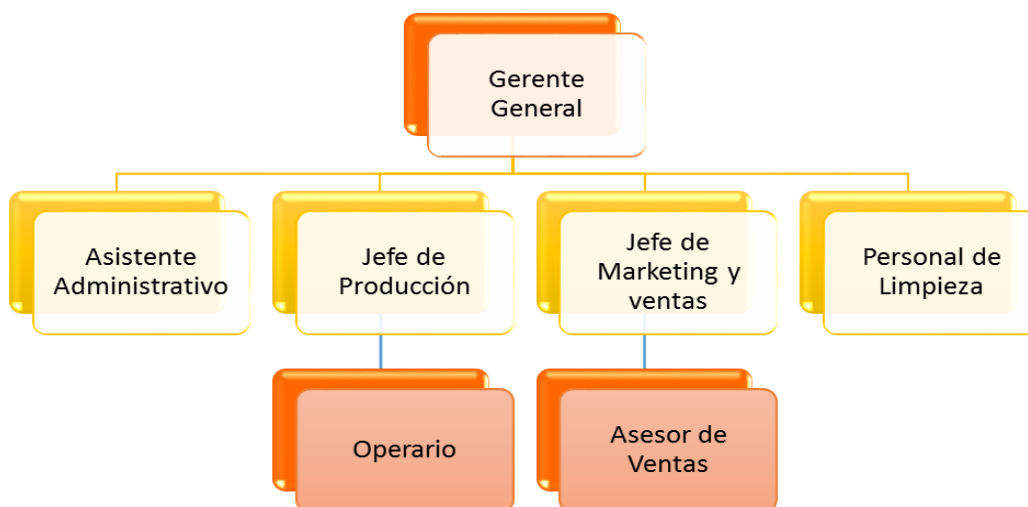 Gerente
General
Asistente
Administrativo
Jefe de
Producción
Jefe de
Marketing y
ventas
Personal de
Limpieza
Operario
Asesor de
Ventas